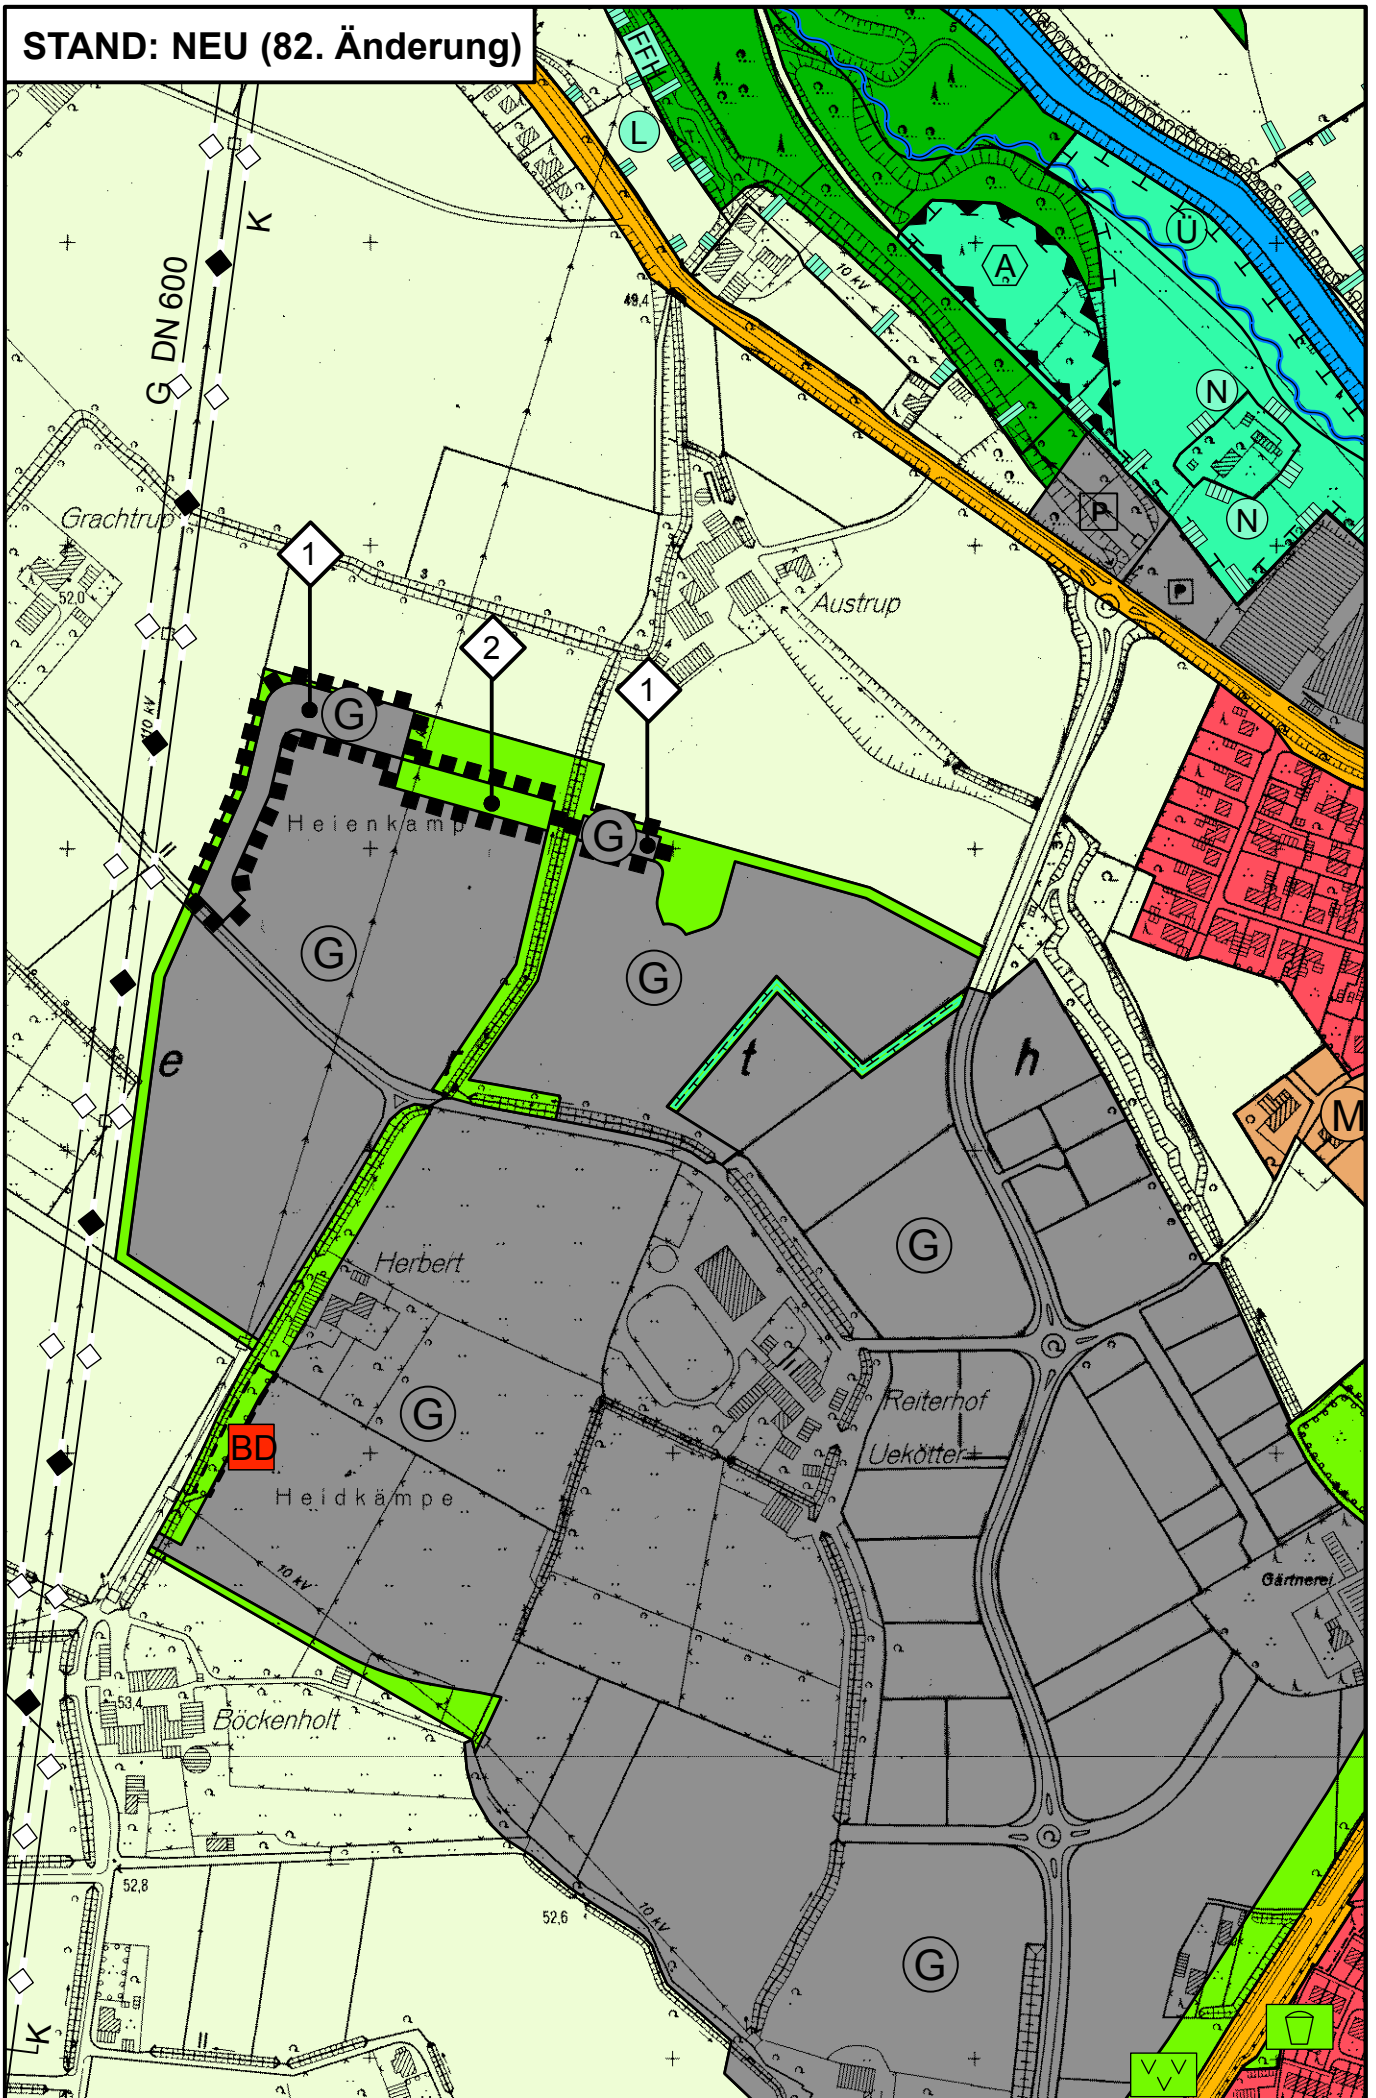 STAND: NEU (82. Änderung)
FFH
L
K
Ü
A
G DN 600
10 kV
49,4
N
Grachtrup
1
P
N
52,0
Austrup
P
2
1
110 kV
G
G
Heienkamp
G
G
e
r
t
h
M
G
Herbert
G
Reiterhof
BD
Uekötter
Heidkämpe
10 kV
Gärtnerei
53,4
Böckenholt
52,8
52,6
10 kV
G
K